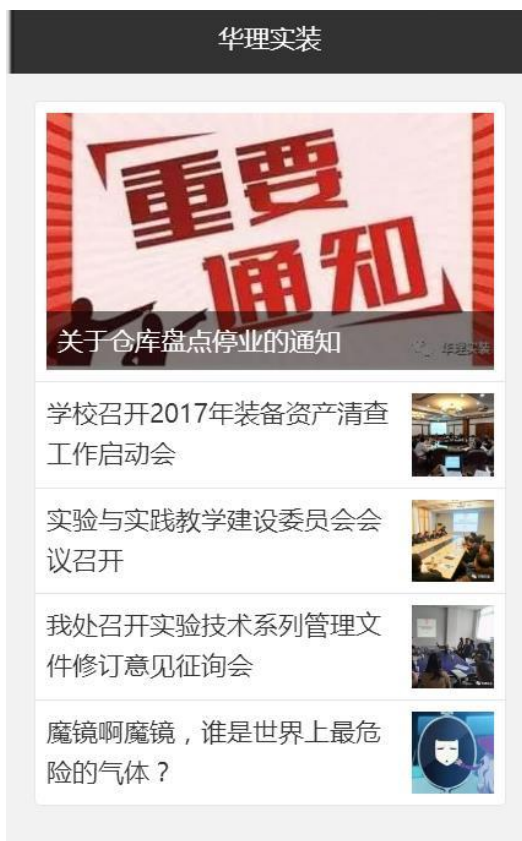 华理实装
重要
通知
关于仓库盘点停业的通知
华理实装
学校召开2017年装备资产清查
工作启动会
实验与实践教学建设委员会会
议召开
我处召开实验技术系列管理文
件修订意见征询会
魔镜啊魔镜，谁是世界上最危
险的气体？